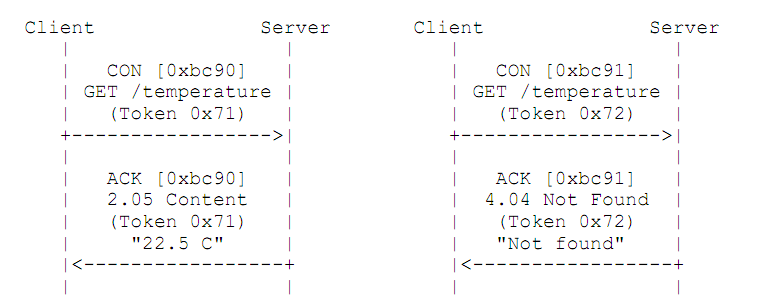 Client Server Client Server
CON [0xbc90] CON [0xbc91]
GET /temperature GET /temperature
(Token 0x71) (Token 0x72)
ACK [0xbc90] ACK [0xbc91]
2.05 Content 4.04 Not Found
(Token 0x71) (Token 0x72)
"22.5 C" "Not found"